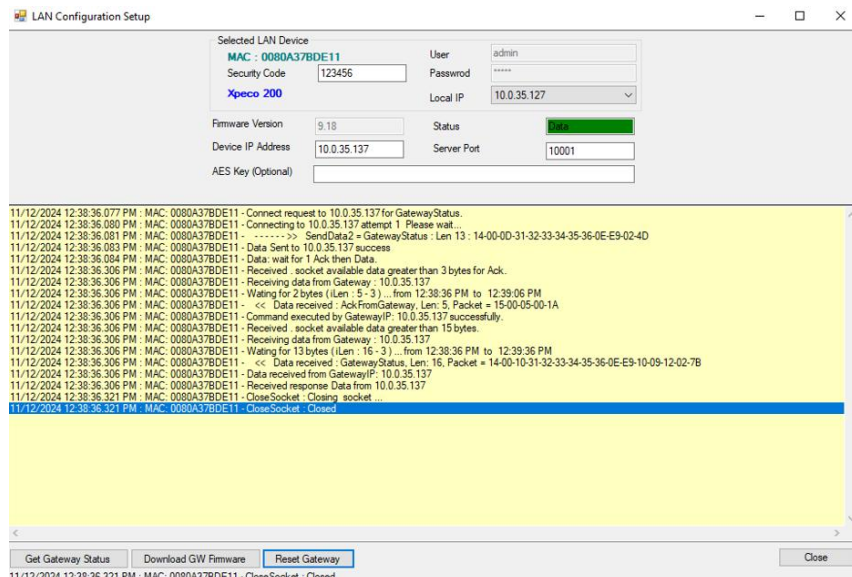 LAN Configuration Setup
Selected LAN Device
MAC : 0080A37BDE11
User admin
Security Code 123456
Passwrod *****
Xpeco 200
Local IP 10.0.35.127
Firmware Version 9.18
Status Data
Device IP Address 10.0.35.137
Server Port 10001
AES Key (Optional)
11/12/2024 12:38:36.077 PM : MAC: 0080A37BDE11 - Connect request to 10.0.35.137 for GatewayStatus.
11/12/2024 12:38:36.080 PM : MAC: 0080A37BDE11 - Connecting to 10.0.35.137 attempt 1 Please wait...
11/12/2024 12:38:36.081 PM : MAC: 0080A37BDE11 - ------>> SendData2 = GatewayStatus : Len 13 : 14-00-0D-31-32-33-34-35-36-0E-E9-02-4D
11/12/2024 12:38:36.083 PM : MAC: 0080A37BDE11 - Data Sent to 10.0.35.137 success
11/12/2024 12:38:36.084 PM : MAC: 0080A37BDE11 - Data: wait for 1 Ack then Data.
11/12/2024 12:38:36.306 PM : MAC: 0080A37BDE11 - Received . socket available data greater than 3 bytes for Ack.
11/12/2024 12:38:36.306 PM : MAC: 0080A37BDE11 - Receiving data from Gateway : 10.0.35.137
11/12/2024 12:38:36.306 PM : MAC: 0080A37BDE11 - Wating for 2 bytes ( iLen : 5 - 3 ) ... from 12:38:36 PM to 12:39:06 PM
11/12/2024 12:38:36.306 PM : MAC: 0080A37BDE11 - << Data received : AckFromGateway, Len: 5, Packet = 15-00-05-00-1A
11/12/2024 12:38:36.306 PM : MAC: 0080A37BDE11 - Command executed by GatewayIP: 10.0.35.137 successfully.
11/12/2024 12:38:36.306 PM : MAC: 0080A37BDE11 - Received . socket available data greater than 15 bytes.
11/12/2024 12:38:36.306 PM : MAC: 0080A37BDE11 - Receiving data from Gateway : 10.0.35.137
11/12/2024 12:38:36.306 PM : MAC: 0080A37BDE11 - Wating for 13 bytes ( iLen : 16 - 3 ) ... from 12:38:36 PM to 12:39:36 PM
11/12/2024 12:38:36.306 PM : MAC: 0080A37BDE11 - << Data received : GatewayStatus, Len: 16, Packet = 14-00-10-31-32-33-34-35-36-0E-E9-10-09-12-02-7B
11/12/2024 12:38:36.306 PM : MAC: 0080A37BDE11 - Data received from GatewayIP: 10.0.35.137
11/12/2024 12:38:36.306 PM : MAC: 0080A37BDE11 - Received response Data from 10.0.35.137
11/12/2024 12:38:36.321 PM : MAC: 0080A37BDE11 - CloseSocket : Closing socket ...
11/12/2024 12:38:36.321 PM : MAC: 0080A37BDE11 - CloseSocket : Closed
Get Gateway Status Download GW Firmware Reset Gateway Close
11/12/2024 12:38:36.321 PM : MAC: 0080A37BDE11 - CloseSocket : Closed